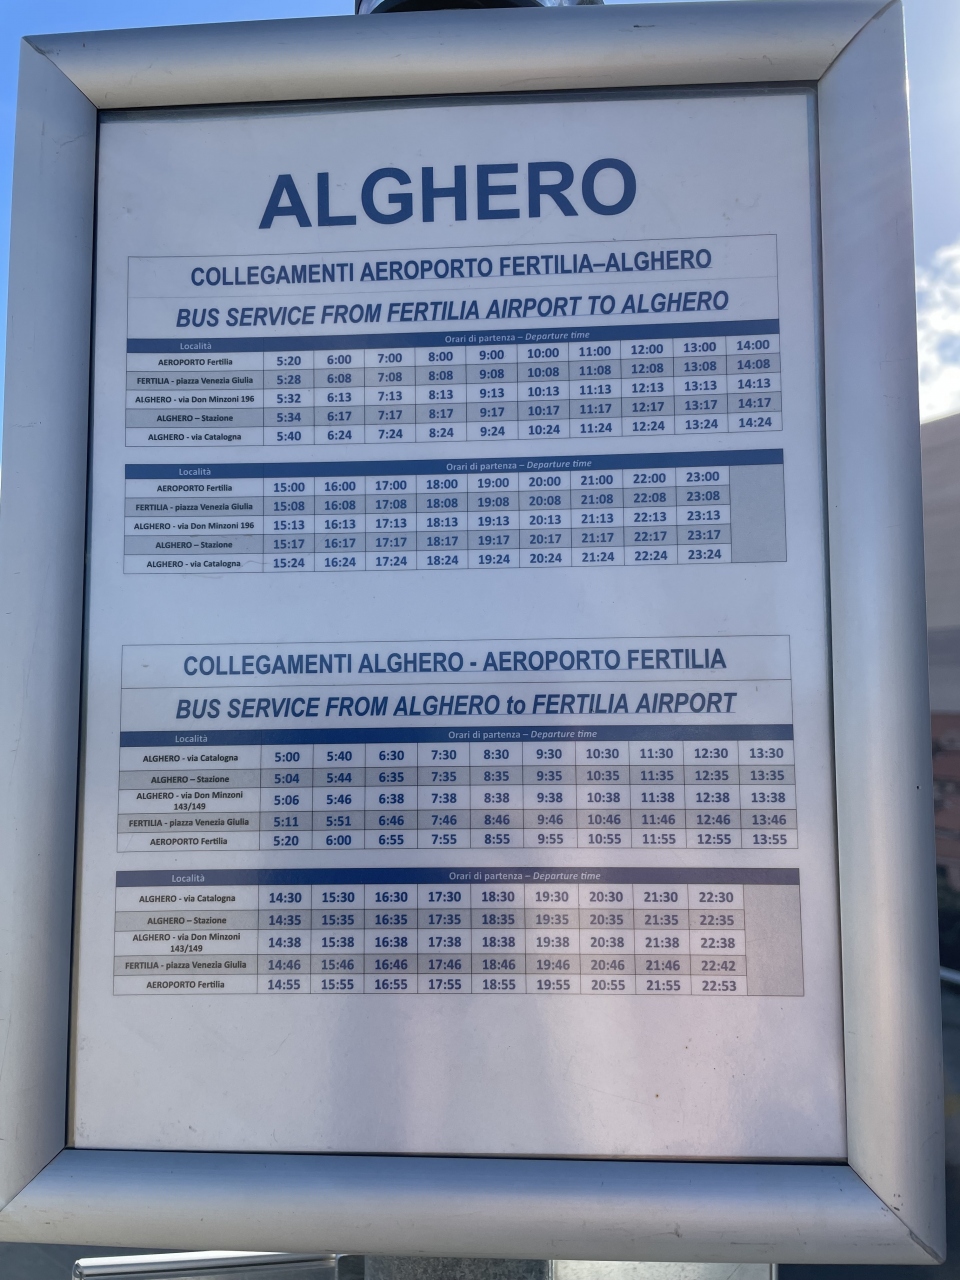 ALGHERO
COLLEGAMENTI AEROPORTO FERTILIA–ALGHERO
BUS SERVICE FROM FERTILIA AIRPORT TO ALGHERO
Località Orari di partenza – Departure time
AEROPORTO Fertilia 5:20 6:00 7:00 8:00 9:00 10:00 11:00 12:00 13:00 14:00
FERTILIA - piazza Venezia Giulia 5:28 6:08 7:08 8:08 9:08 10:08 11:08 12:08 13:08 14:08
ALGHERO - via Don Minzoni 196 5:32 6:13 7:13 8:13 9:13 10:13 11:13 12:13 13:13 14:13
ALGHERO – Stazione 5:34 6:17 7:17 8:17 9:17 10:17 11:17 12:17 13:17 14:17
ALGHERO - via Catalogna 5:40 6:24 7:24 8:24 9:24 10:24 11:24 12:24 13:24 14:24
Località Orari di partenza – Departure time
AEROPORTO Fertilia 15:00 16:00 17:00 18:00 19:00 20:00 21:00 22:00 23:00
FERTILIA - piazza Venezia Giulia 15:08 16:08 17:08 18:08 19:08 20:08 21:08 22:08 23:08
ALGHERO - via Don Minzoni 196 15:13 16:13 17:13 18:13 19:13 20:13 21:13 22:13 23:13
ALGHERO – Stazione 15:17 16:17 17:17 18:17 19:17 20:17 21:17 22:17 23:17
ALGHERO - via Catalogna 15:24 16:24 17:24 18:24 19:24 20:24 21:24 22:24 23:24
COLLEGAMENTI ALGHERO - AEROPORTO FERTILIA
BUS SERVICE FROM ALGHERO to FERTILIA AIRPORT
Località Orari di partenza – Departure time
ALGHERO - via Catalogna 5:00 5:40 6:30 7:30 8:30 9:30 10:30 11:30 12:30 13:30
ALGHERO – Stazione 5:04 5:44 6:35 7:35 8:35 9:35 10:35 11:35 12:35 13:35
ALGHERO - via Don Minzoni
143/149 5:06 5:46 6:38 7:38 8:38 9:38 10:38 11:38 12:38 13:38
FERTILIA - piazza Venezia Giulia 5:11 5:51 6:46 7:46 8:46 9:46 10:46 11:46 12:46 13:46
AEROPORTO Fertilia 5:20 6:00 6:55 7:55 8:55 9:55 10:55 11:55 12:55 13:55
Località Orari di partenza – Departure time
ALGHERO - via Catalogna 14:30 15:30 16:30 17:30 18:30 19:30 20:30 21:30 22:30
ALGHERO – Stazione 14:35 15:35 16:35 17:35 18:35 19:35 20:35 21:35 22:35
ALGHERO - via Don Minzoni
143/149 14:38 15:38 16:38 17:38 18:38 19:38 20:38 21:38 22:38
FERTILIA - piazza Venezia Giulia 14:46 15:46 16:46 17:46 18:46 19:46 20:46 21:46 22:42
AEROPORTO Fertilia 14:55 15:55 16:55 17:55 18:55 19:55 20:55 21:55 22:53